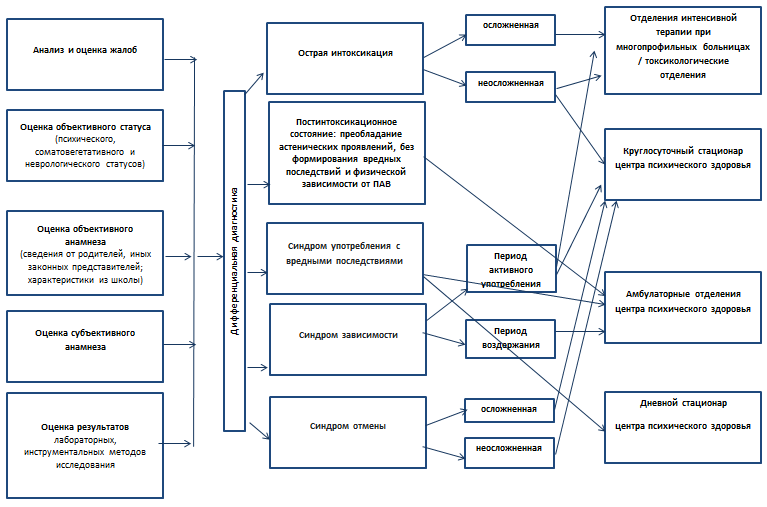 Анализ и оценка жалоб
Оценка объективного статуса
(психического,
соматовегетативного и
неврологического статусов)
Оценка объективного
анамнеза
(сведения от родителей, иных
законных представителей;
характеристики из школы)
Оценка субъективного
анамнеза
Оценка результатов
лабораторных,
инструментальных методов
исследования
Дифференциальная диагностика
Острая интоксикация
Постинтоксикационное
состояние: преобладание
астенических проявлений, без
формирования вредных
последствий и физической
зависимости от ПАВ
Синдром употребления с
вредными последствиями
Синдром зависимости
Синдром отмены
осложненная
неосложненная
Период
активного
употребления
Период
воздержания
осложненная
неосложненная
Отделения интенсивной
терапии при
многопрофильных больницах
/ токсикологические
отделения
Круглосуточный стационар
центра психического здоровья
Амбулаторные отделения
центра психического здоровья
Дневной стационар
центра психического здоровья